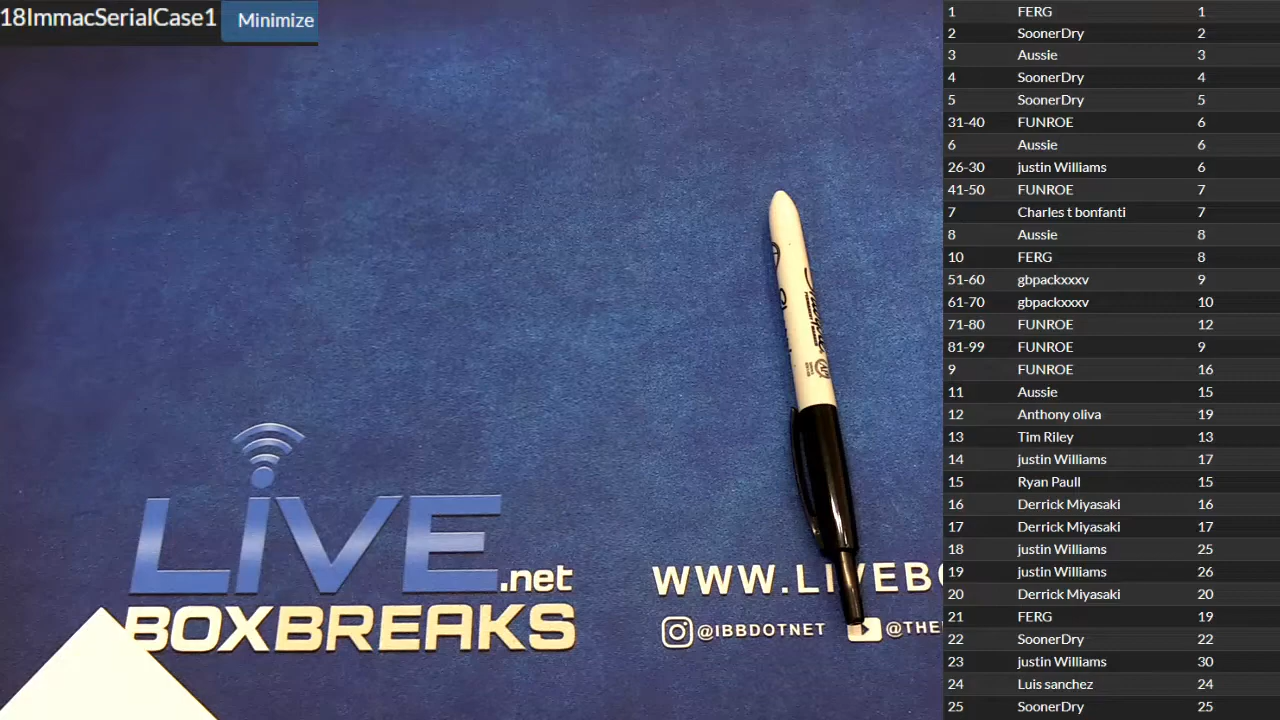 18ImmacSerialCase1 Minimize
1 FERG 1
2 SoonerDry 2
3 Aussie 3
4 SoonerDry 4
5 SoonerDry 5
31-40 FUNROE 6
6 Aussie 6
26-30 justin Williams 6
41-50 FUNROE 7
7 Charles t bonfanti 7
8 Aussie 8
10 FERG 8
51-60 gbpackxxxv 9
61-70 gbpackxxxv 10
71-80 FUNROE 12
81-99 FUNROE 9
9 FUNROE 16
11 Aussie 15
12 Anthony oliva 19
13 Tim Riley 13
14 justin Williams 17
15 Ryan Paull 15
16 Derrick Miyasaki 16
17 Derrick Miyasaki 17
18 justin Williams 25
19 justin Williams 26
20 Derrick Miyasaki 20
21 FERG 19
22 SoonerDry 22
23 justin Williams 30
24 Luis sanchez 24
25 SoonerDry 25
LIVE.net
BOXBREAKS
WWW.LIVEBO
@IBBDOTNET @THE